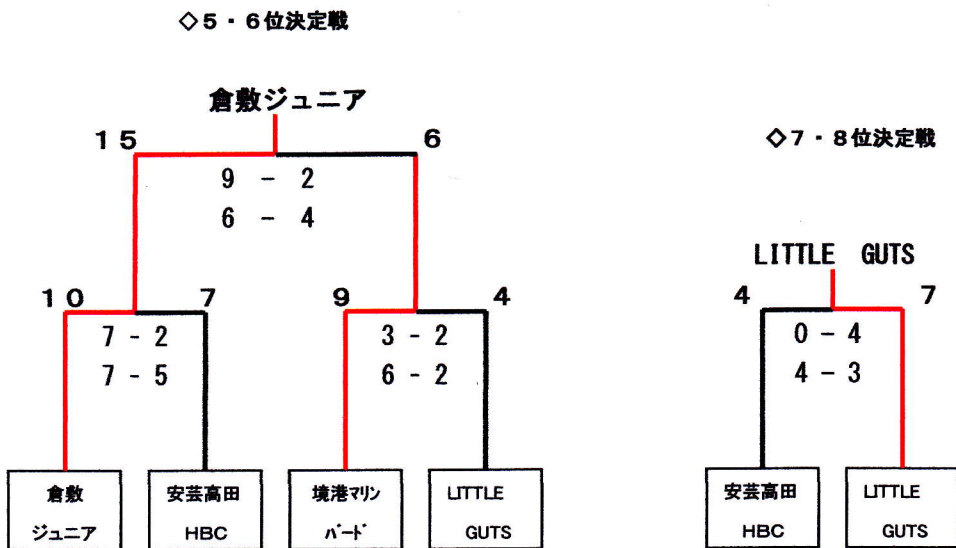 ◇5・6位決定戦
倉敷ジュニア
15 6
9 - 2
6 - 4
10 7 9 4
7 - 2 3 - 2
7 - 5 6 - 2
倉敷 安芸高田 境港マリン LITTLE
ジュニア HBC バード GUTS
◇7・8位決定戦
LITTLE GUTS
4 7
0 - 4
4 - 3
安芸高田 LITTLE
HBC GUTS